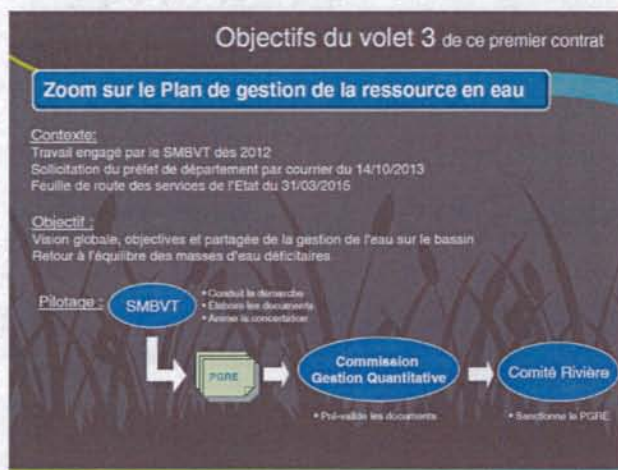 Objectifs du volet 3 de ce premier contrat
Zoom sur le Plan de gestion de la ressource en eau
Contexte:
Travail engagé par le SMBVT dès 2012
Sollicitation du préfet de département par courrier du 14/10/2013
Feuille de route des services de l'Etat du 31/03/2015
Objectif :
Vision globale, objectives et partagée de la gestion de l'eau sur le bassin
Retour à l'équilibre des masses d'eau déficitaires
Pilotage :
SMBVT
• Conduit la démarche
• Elabore les documents
• Anime la concertation
PGRE
Commission
Gestion Quantitative
Comité Rivière
• Pré-valide les documents
• Sanctionne le PGRE